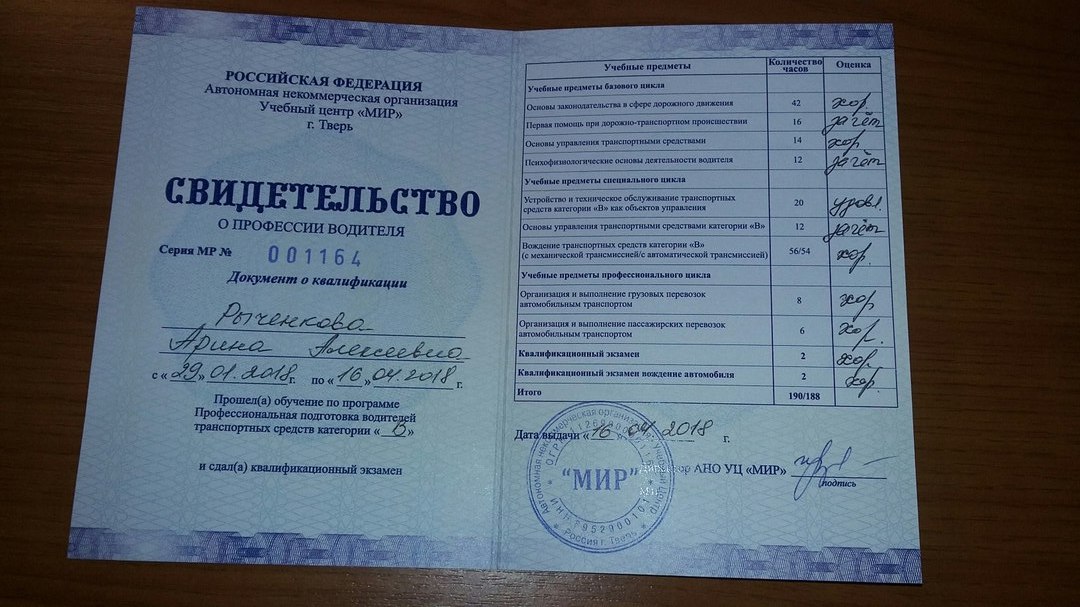 РОССИЙСКАЯ ФЕДЕРАЦИЯ
Автономная некоммерческая организация
Учебный центр «МИР»
г. Тверь
СВИДЕТЕЛЬСТВО
О ПРОФЕССИИ ВОДИТЕЛЯ
Серия МР № 001164
Документ о квалификации
Рыченкова
Арина Алексеевна
с «29» 01.2018г. по «16» 04.2018 г.
Прошел(а) обучение по программе
Профессиональная подготовка водителей
транспортных средств категории «В»
и сдал(а) квалификационный экзамен
Учебные предметы Количество часов Оценка
Учебные предметы базового цикла
Основы законодательства в сфере дорожного движения 42 хор
Первая помощь при дорожно-транспортном происшествии 16 зачёт
Основы управления транспортными средствами 14 хор
Психофизиологические основы деятельности водителя 12 зачёт
Учебные предметы специального цикла
Устройство и техническое обслуживание транспортных
средств категории «В» как объектов управления 20 удовл.
Основы управления транспортными средствами категории «В» 12 зачёт
Вождение транспортных средств категории «В»
(с механической трансмиссией/с автоматической трансмиссией) 56/54 хор.
Учебные предметы профессионального цикла
Организация и выполнение грузовых перевозок
автомобильным транспортом 8 хор
Организация и выполнение пассажирских перевозок
автомобильным транспортом 6 хор.
Квалификационный экзамен 2 хор.
Квалификационный экзамен вождение автомобиля 2 хор
Итого 190/188
Дата выдачи «16» 04 2018 г.
АНО УЦ «МИР»
подпись
Автономная некоммерческая организация Учебный Центр
"МИР"
Россия г. Тверь